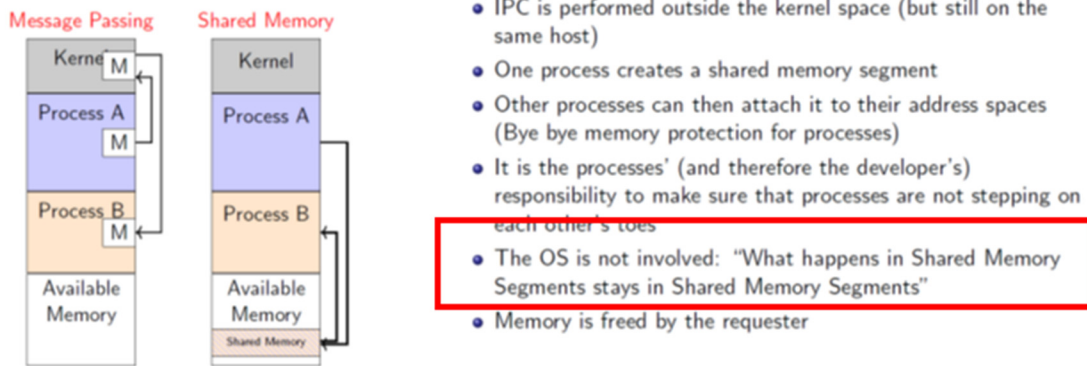 Message Passing
Kerne
M
Process A
M
Process B
M
Available
Memory
Shared Memory
Kernel
Process A
Process B
Available
Memory
Shared Memory
IPC is performed outside the kernel space (but still on the
same host)
One process creates a shared memory segment
Other processes can then attach it to their address spaces
(Bye bye memory protection for processes)
It is the processes' (and therefore the developer's)
responsibility to make sure that processes are not stepping on
each other's toes
The OS is not involved: "What happens in Shared Memory
Segments stays in Shared Memory Segments"
Memory is freed by the requester